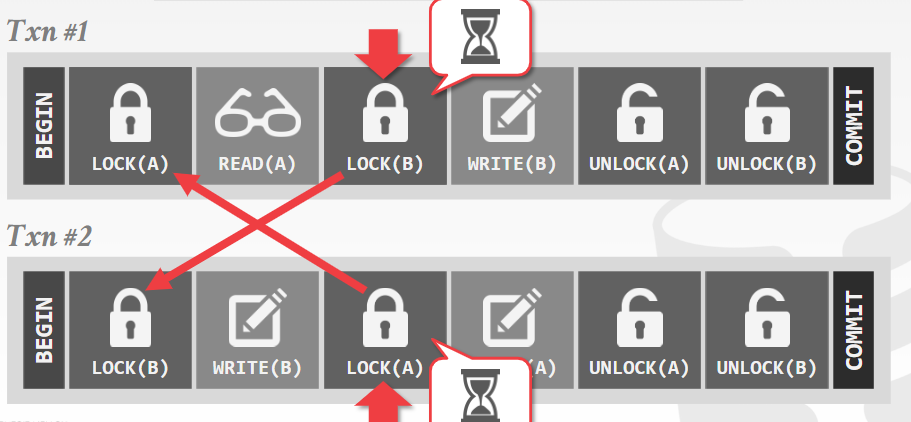 Txn #1
BEGIN LOCK(A) READ(A) LOCK(B) WRITE(B) UNLOCK(A) UNLOCK(B) COMMIT
Txn #2
BEGIN LOCK(B) WRITE(B) LOCK(A) UNLOCK(A) UNLOCK(B) COMMIT